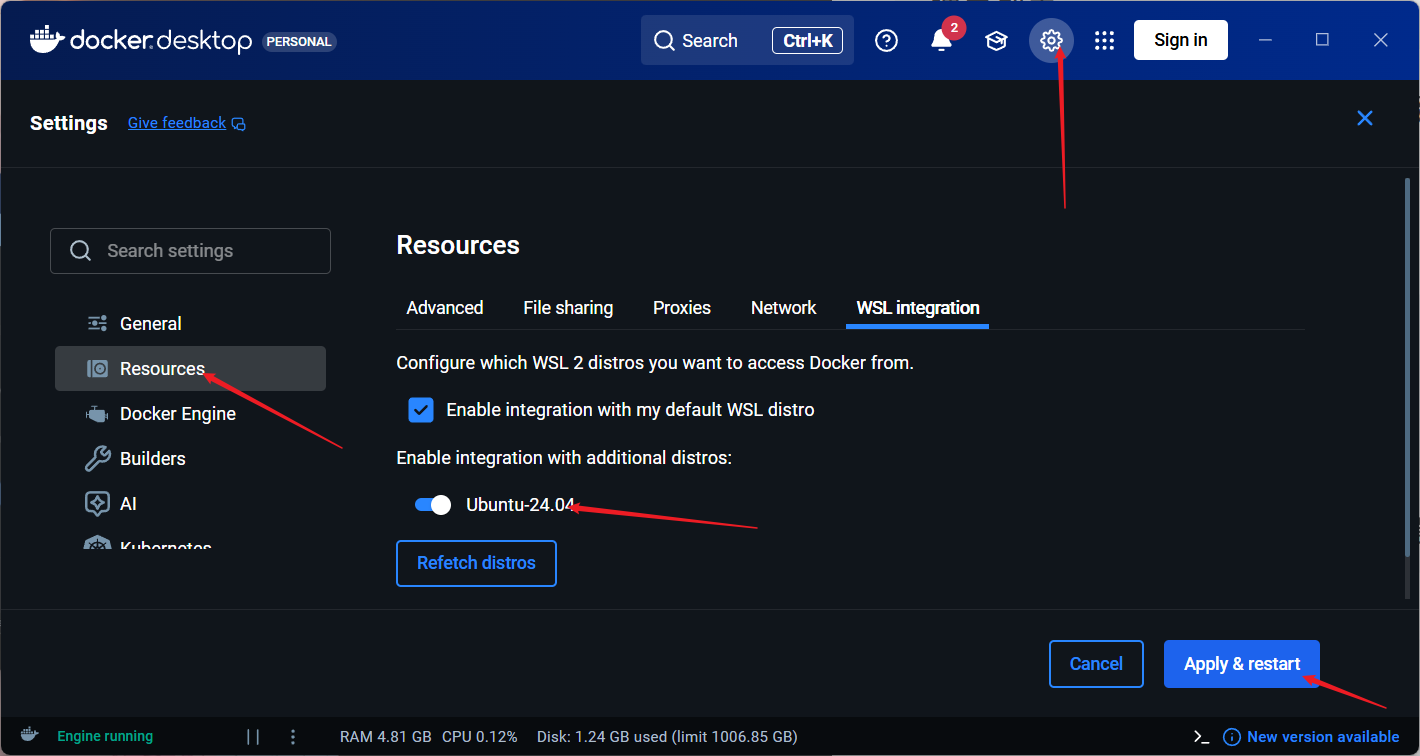 docker.desktop PERSONAL Search Ctrl+K 2 Sign in
Settings Give feedback
Search settings
General
Resources
Docker Engine
Builders
AI
Kubernetes
Resources
Advanced File sharing Proxies Network WSL integration
Configure which WSL 2 distros you want to access Docker from.
Enable integration with my default WSL distro
Enable integration with additional distros:
Ubuntu-24.04
Refetch distros
Cancel Apply & restart
Engine running RAM 4.81 GB CPU 0.12% Disk: 1.24 GB used (limit 1006.85 GB) New version available